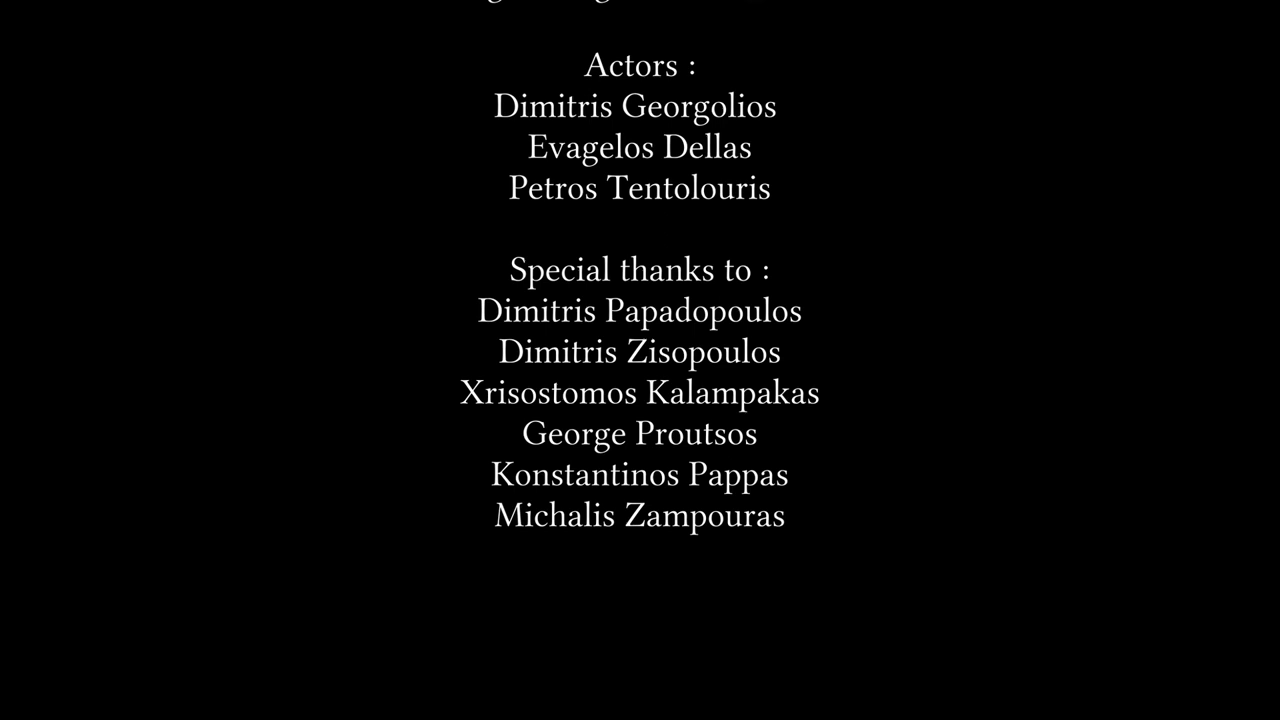 Actors :
Dimitris Georgolios
Evagelos Dellas
Petros Tentolouris
Special thanks to :
Dimitris Papadopoulos
Dimitris Zisopoulos
Xrisostomos Kalampakas
George Proutsos
Konstantinos Pappas
Michalis Zampouras